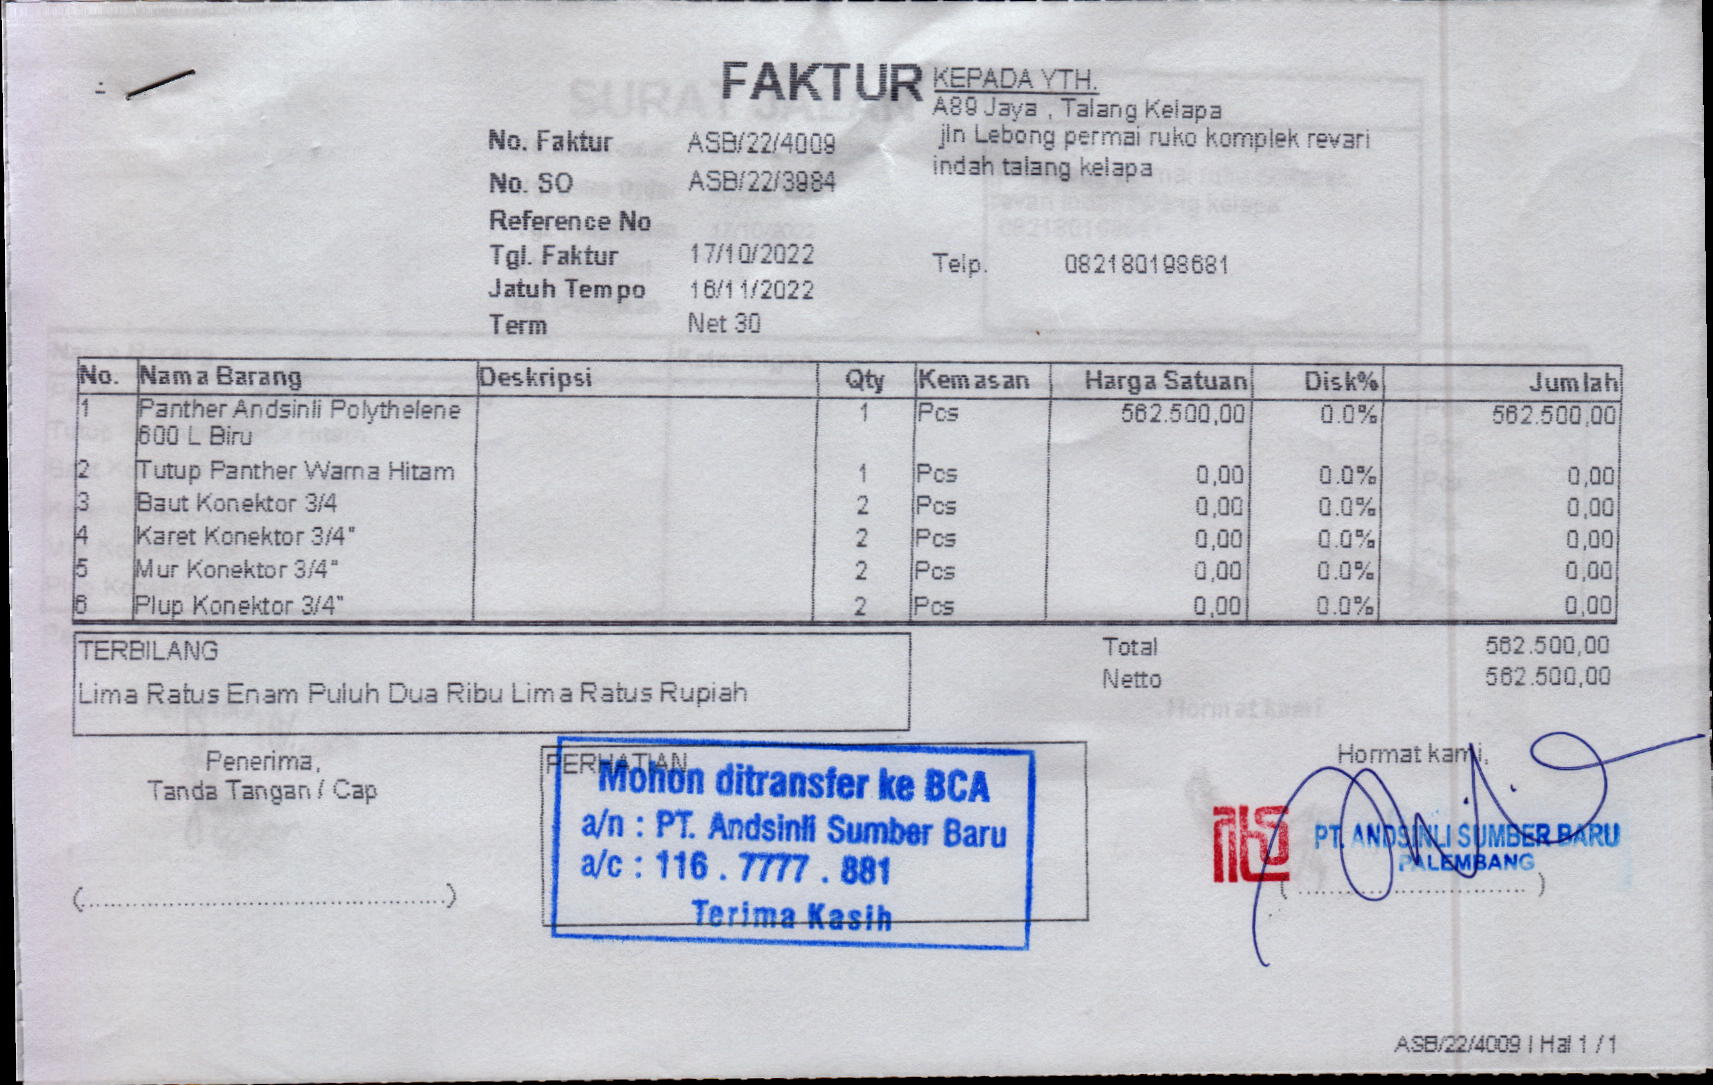 FAKTUR
KEPADA YTH.
A89 Jaya , Talang Kelapa
jln Lebong permai ruko komplek revari
indah talang kelapa
No. Faktur ASB/22/4009
No. SO ASB/22/3984
Reference No
Tgl. Faktur 17/10/2022
Jatuh Tempo 16/11/2022
Term Net 30
Telp. 082180198681
No. Nama Barang Deskripsi Qty Kemasan Harga Satuan Disk% Jumlah
1 Panther Andsinli Polythelene 1 Pcs 562.500,00 0.0% 562.500,00
600 L Biru
2 Tutup Panther Warna Hitam 1 Pcs 0,00 0.0% 0,00
3 Baut Konektor 3/4 2 Pcs 0,00 0.0% 0,00
4 Karet Konektor 3/4" 2 Pcs 0,00 0.0% 0,00
5 Mur Konektor 3/4" 2 Pcs 0,00 0.0% 0,00
6 Plup Konektor 3/4" 2 Pcs 0,00 0.0% 0,00
TERBILANG
Lima Ratus Enam Puluh Dua Ribu Lima Ratus Rupiah
Total 562.500,00
Netto 562.500,00
Penerima,
Tanda Tangan / Cap
(..............................................)
PERHATIAN
Mohon ditransfer ke BCA
a/n : PT. Andsinli Sumber Baru
a/c : 116 . 7777 . 881
Terima Kasih
Hormat kami,
PT. ANDSINLI SUMBER BARU
PALEMBANG
(..............................)
ASB/22/4009 | Hal 1 / 1